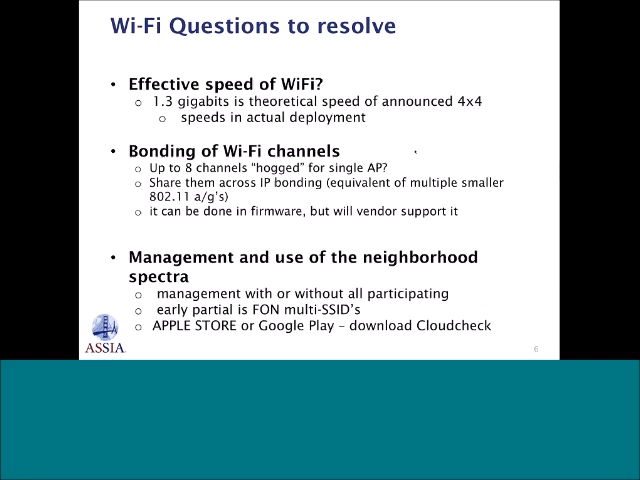 Wi-Fi Questions to resolve
• Effective speed of WiFi?
o 1.3 gigabits is theoretical speed of announced 4x4
o speeds in actual deployment
• Bonding of Wi-Fi channels
o Up to 8 channels “hogged” for single AP?
o Share them across IP bonding (equivalent of multiple smaller
802.11 a/g’s)
o it can be done in firmware, but will vendor support it
• Management and use of the neighborhood
spectra
o management with or without all participating
o early partial is FON multi-SSID’s
o APPLE STORE or Google Play – download Cloudcheck
ASSIA
6